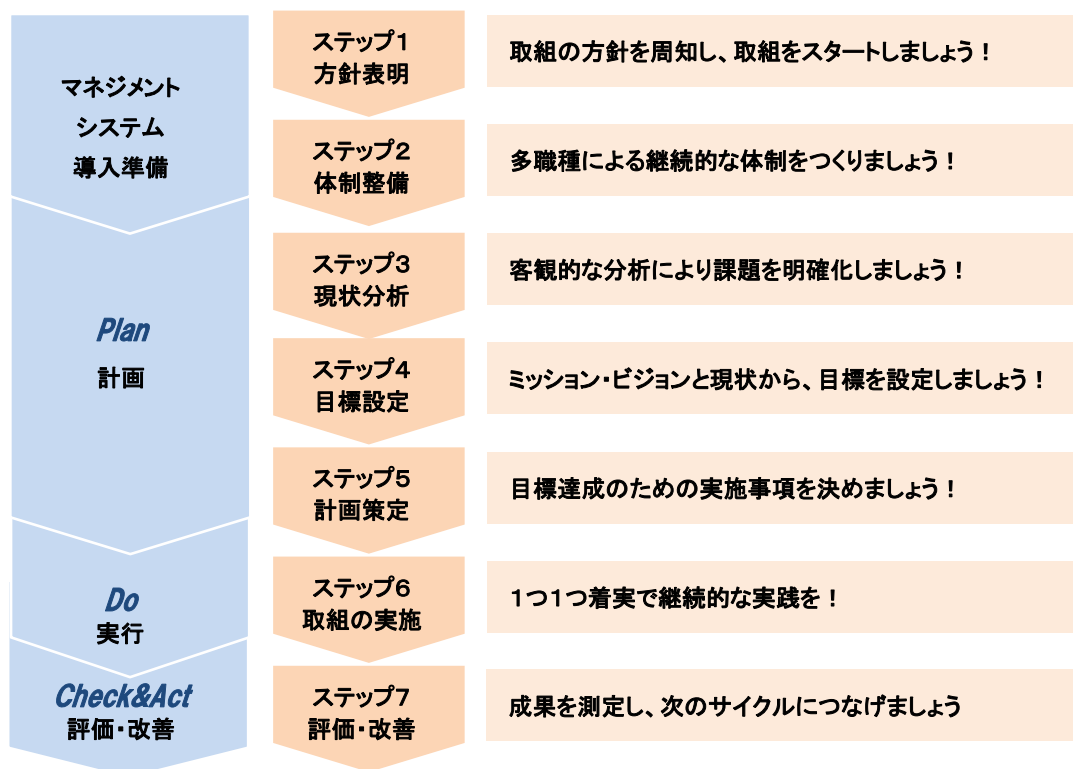 マネジメント
システム
導入準備
ステップ1
方針表明
取組の方針を周知し、取組をスタートしましょう！
ステップ2
体制整備
多職種による継続的な体制をつくりましょう！
Plan
計画
ステップ3
現状分析
客観的な分析により課題を明確化しましょう！
ステップ4
目標設定
ミッション・ビジョンと現状から、目標を設定しましょう！
ステップ5
計画策定
目標達成のための実施事項を決めましょう！
Do
実行
ステップ6
取組の実施
１つ１つ着実で継続的な実践を！
Check&Act
評価・改善
ステップ7
評価・改善
成果を測定し、次のサイクルにつなげましょう